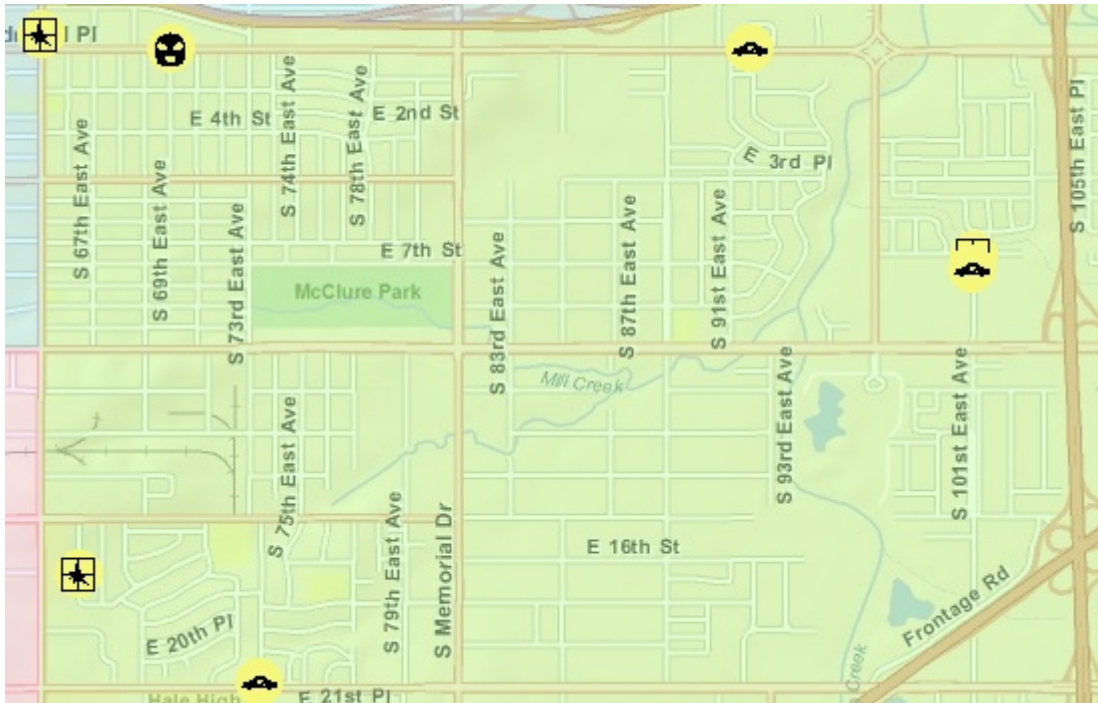 Pl
E 4th St
E 2nd St
S 74th East Ave
S 78th East Ave
S 105th East Pl
E 3rd Pl
S 67th East Ave
S 69th East Ave
S 73rd East Ave
E 7th St
McClure Park
S 83rd East Ave
S 87th East Ave
S 91st East Ave
Mill Creek
S 93rd East Ave
S 101st East Ave
S 75th East Ave
S 79th East Ave
S Memorial Dr
E 16th St
Frontage Rd
E 20th Pl
Creek
Hale High
E 21st Pl